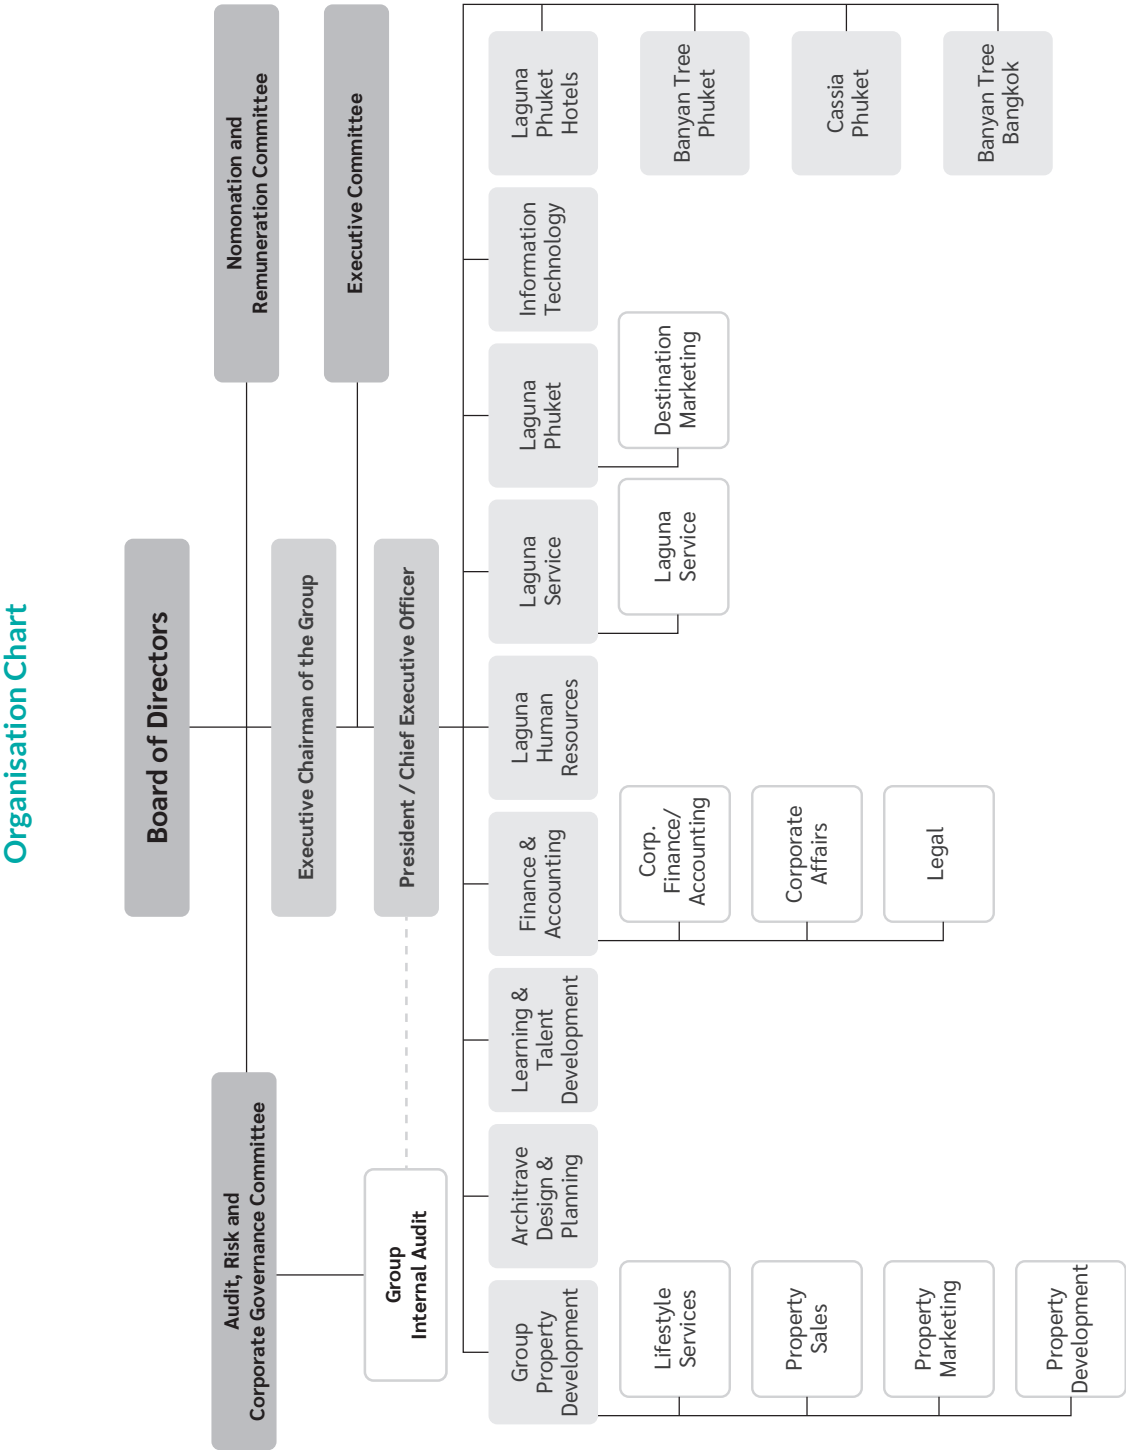 Organisation Chart
Board of Directors
Audit, Risk and
Corporate Governance Committee
Nomonation and
Remuneration Committee
Executive Chairman of the Group
Executive Committee
Group
Internal Audit
President / Chief Executive Officer
Group
Property
Development
Architrave
Design &
Planning
Learning &
Talent
Development
Finance &
Accounting
Laguna
Human
Resources
Laguna
Service
Laguna
Phuket
Information
Technology
Laguna
Phuket
Hotels
Lifestyle
Services
Corp.
Finance/
Accounting
Laguna
Service
Destination
Marketing
Banyan Tree
Phuket
Property
Sales
Corporate
Affairs
Cassia
Phuket
Property
Marketing
Legal
Banyan Tree
Bangkok
Property
Development